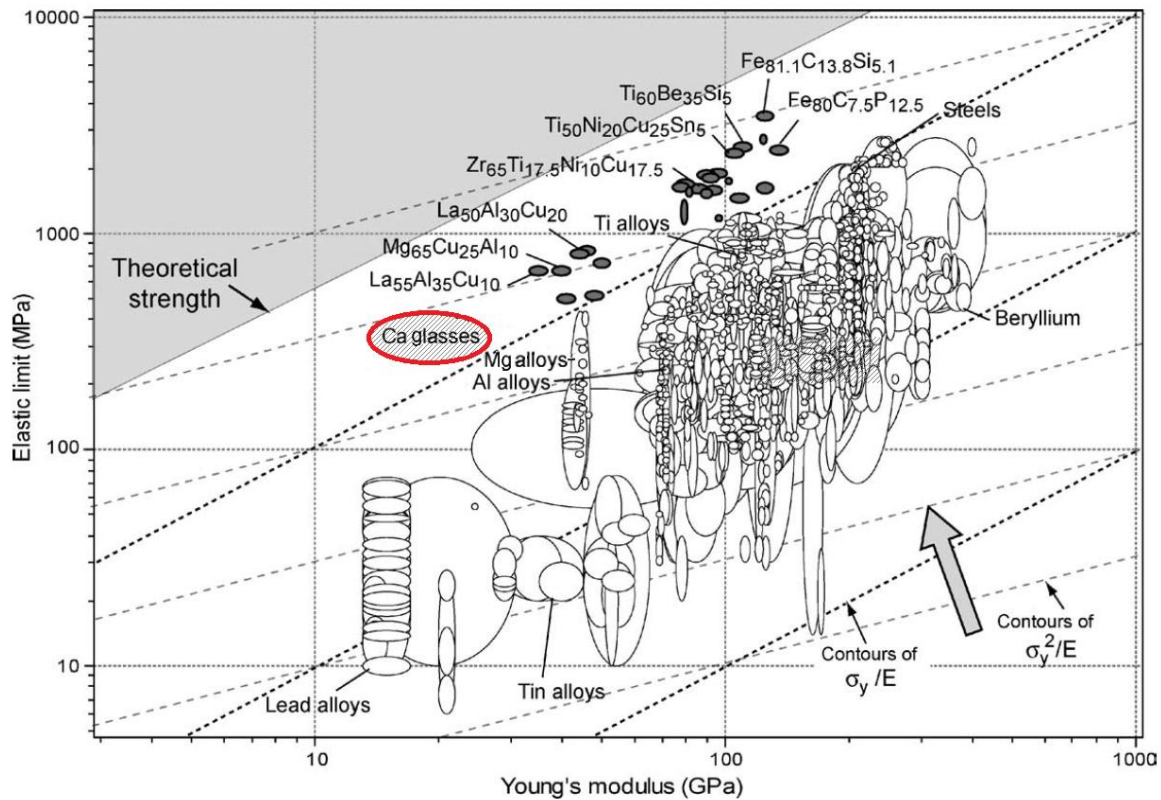 10000
Fe81.1C13.8Si5.1
Ti60Be35Si5
Fe80C7.5P12.5
Ti50Ni20Cu25Sn5
Steels
Zr65Ti17.5Ni10Cu17.5
La50Al30Cu20
1000
Ti alloys
Mg65Cu25Al10
Theoretical
strength
La55Al35Cu10
Beryllium
Ca glasses
Mg alloys
Al alloys
Elastic limit (MPa)
100
10
Contours of
σy/E
Contours of
σy²/E
Lead alloys
Tin alloys
10
100
1000
Young's modulus (GPa)